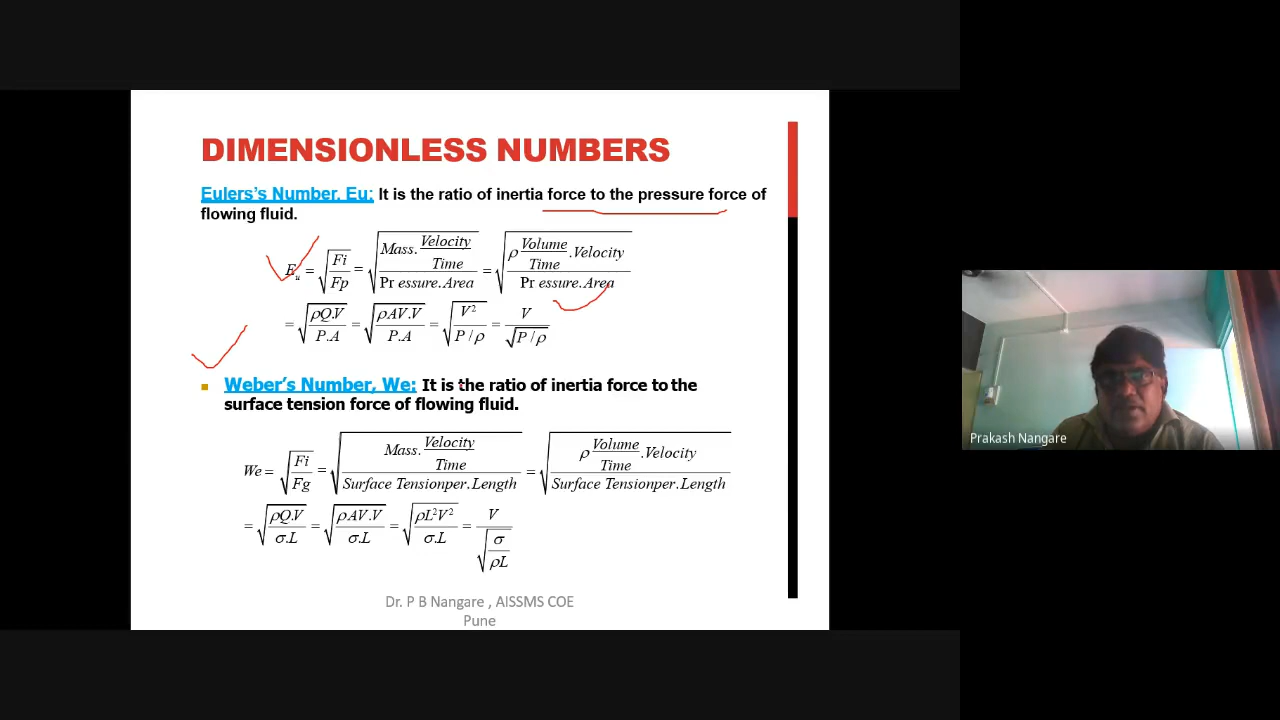 DIMENSIONLESS NUMBERS
Eulers's Number, Eu: It is the ratio of inertia force to the pressure force of
flowing fluid.
E_u = √(Fi / Fp) = √(Mass. (Velocity / Time) / Pr essure.Area) = √(ρ (Volume / Time) .Velocity / Pr essure.Area)
= √(ρQ.V / P.A) = √(ρAV.V / P.A) = √(V² / P/ρ) = V / √(P/ρ)
▪ Weber's Number, We: It is the ratio of inertia force to the
surface tension force of flowing fluid.
We = √(Fi / Fg) = √(Mass. (Velocity / Time) / Surface Tensionper.Length) = √(ρ (Volume / Time) .Velocity / Surface Tensionper.Length)
= √(ρQ.V / σ.L) = √(ρAV.V / σ.L) = √(ρL²V² / σ.L) = V / √(σ / ρL)
Dr. P B Nangare , AISSMS COE
Pune
Prakash Nangare